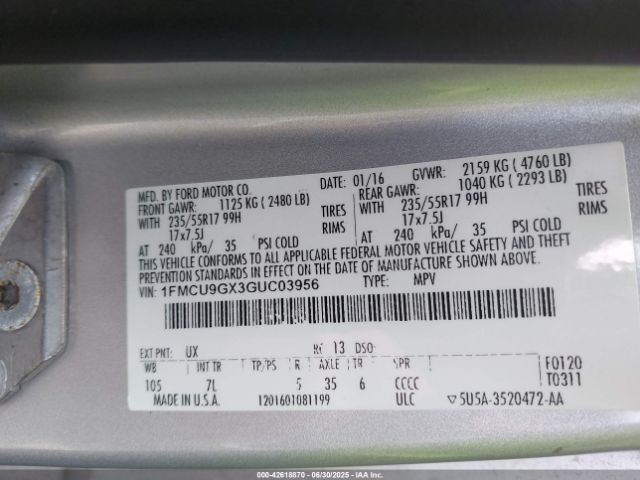 MFD. BY FORD MOTOR CO.
DATE: 01/16 GVWR: 2159 KG ( 4760 LB)
FRONT GAWR: 1125 KG ( 2480 LB) REAR GAWR: 1040 KG ( 2293 LB)
WITH 235/55R17 99H TIRES WITH 235/55R17 99H TIRES
17x7.5J RIMS 17x7.5J RIMS
AT 240 kPa/ 35 PSI COLD AT 240 kPa/ 35 PSI COLD
THIS VEHICLE CONFORMS TO ALL APPLICABLE FEDERAL MOTOR VEHICLE SAFETY AND THEFT
PREVENTION STANDARDS IN EFFECT ON THE DATE OF MANUFACTURE SHOWN ABOVE.
VIN: 1FMCU9GX3GUC03956 TYPE: MPV
EXT PNT: UX 13 DSO:
WB INT TR TP/PS R AXLE TR SPR F0120
105 7L 5 35 6 CCCC T0311
MADE IN U.S.A. 1201601081199 ULC 5U5A-3520472-AA
000-42618870 - 06/30/2025 - IAAI.COM